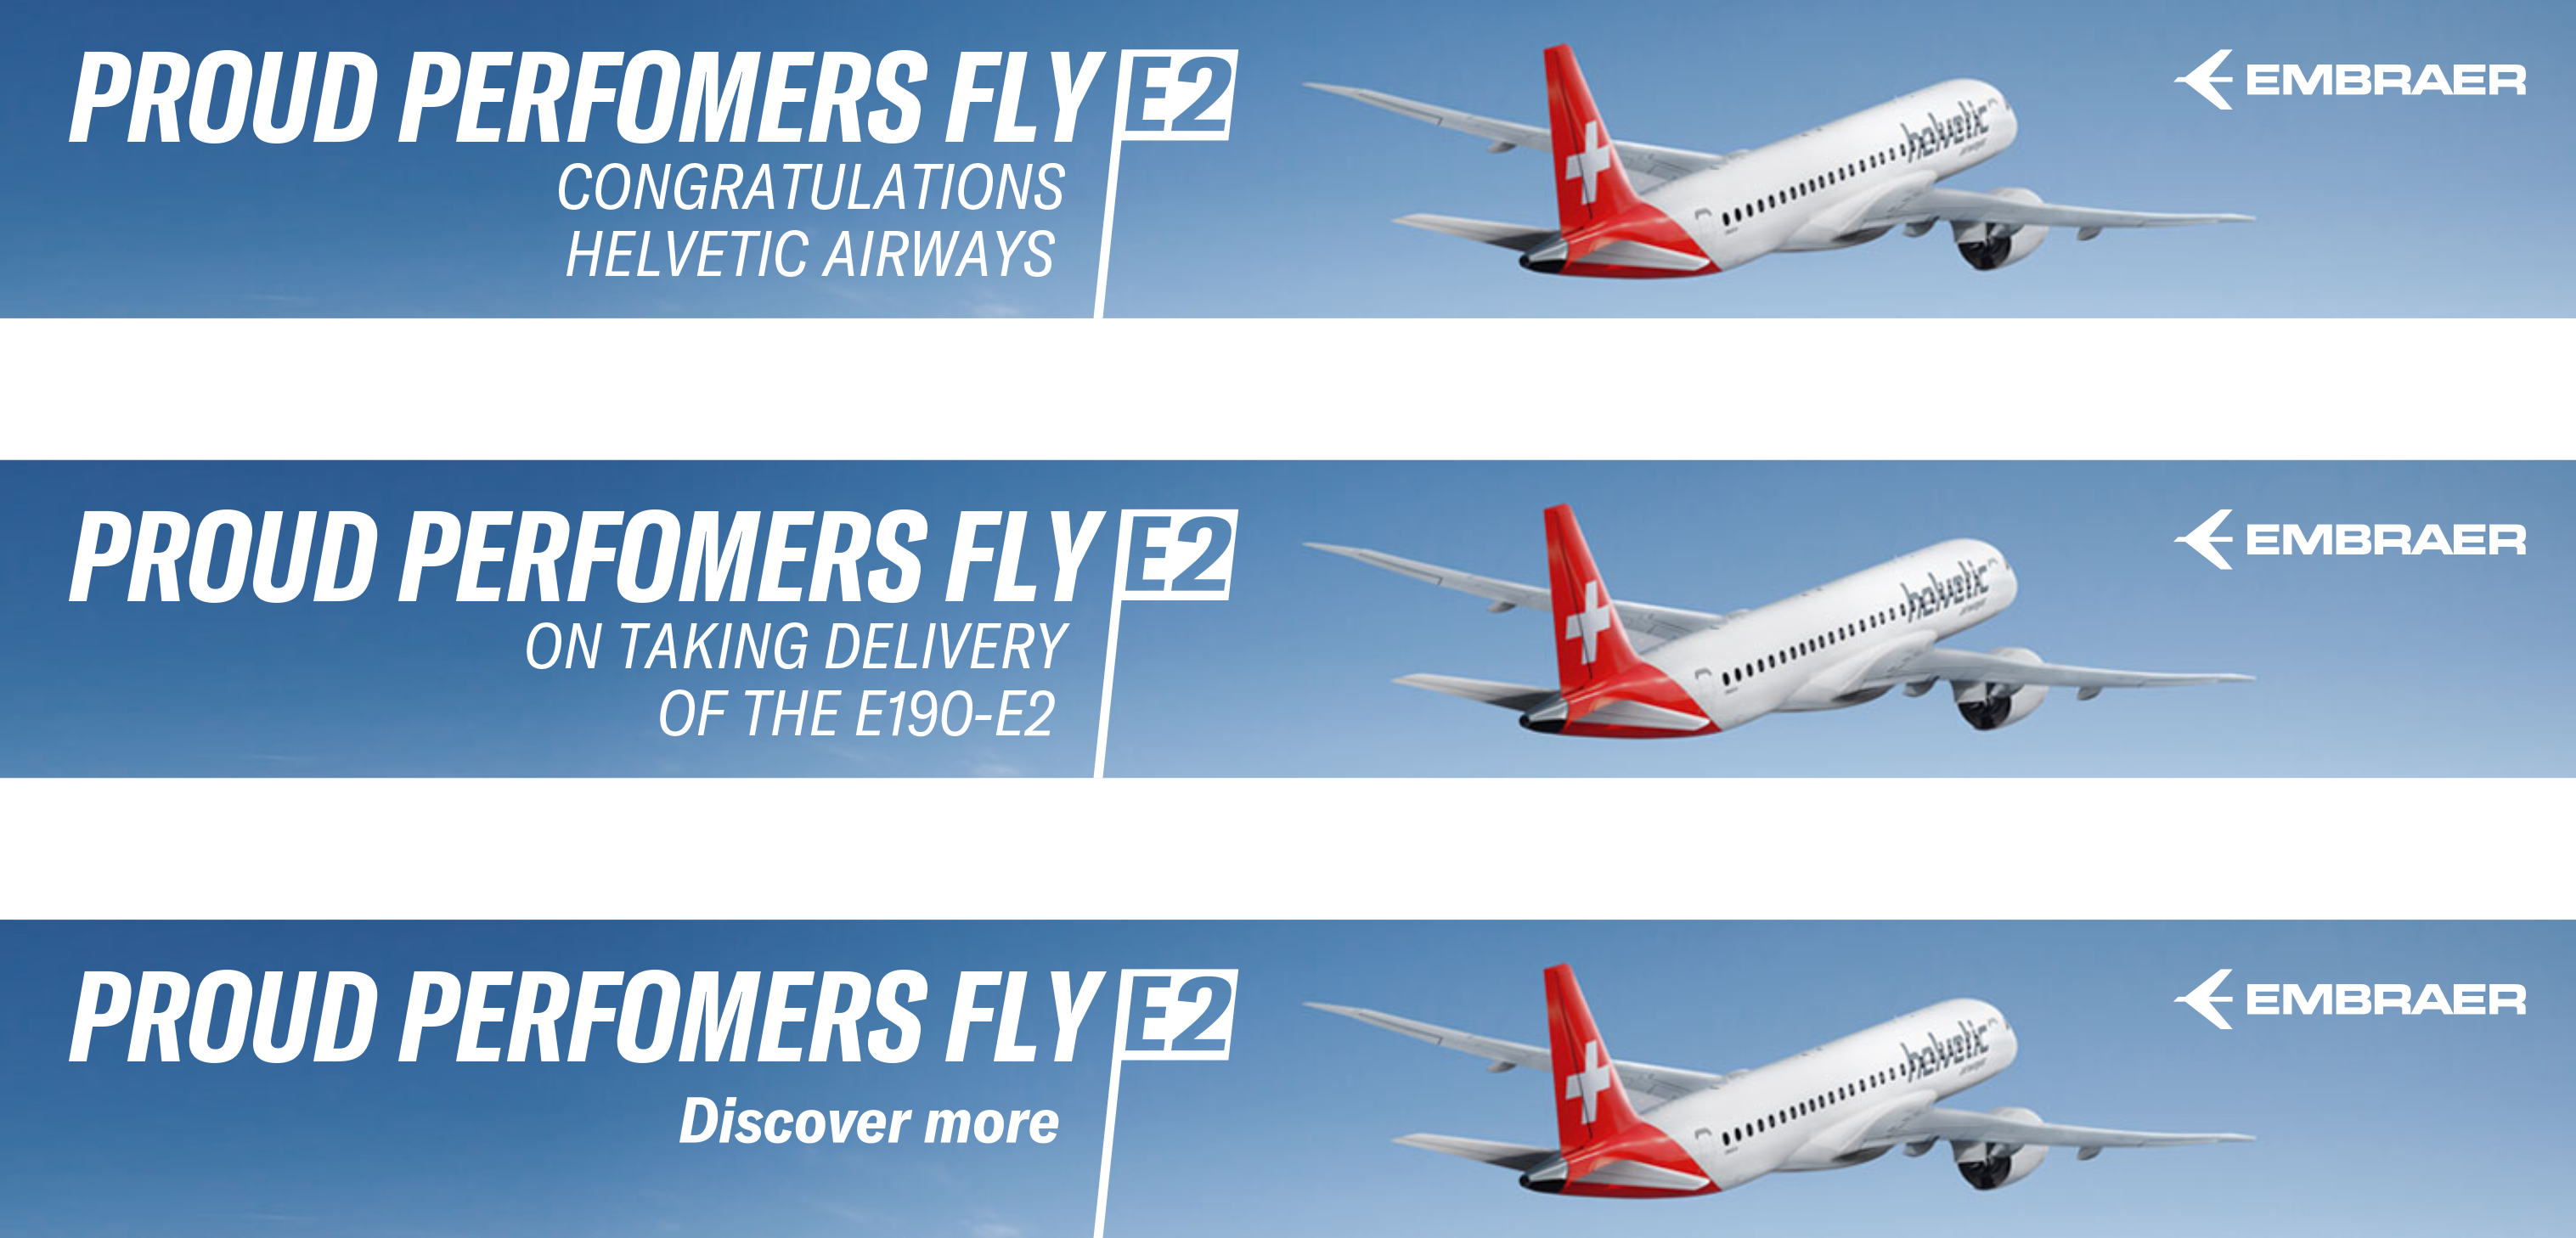 PROUD PERFOMERS FLY E2
CONGRATULATIONS
HELVETIC AIRWAYS
helvetic
EMBRAER
PROUD PERFOMERS FLY E2
ON TAKING DELIVERY
OF THE E190-E2
helvetic
EMBRAER
PROUD PERFOMERS FLY E2
Discover more
helvetic
EMBRAER